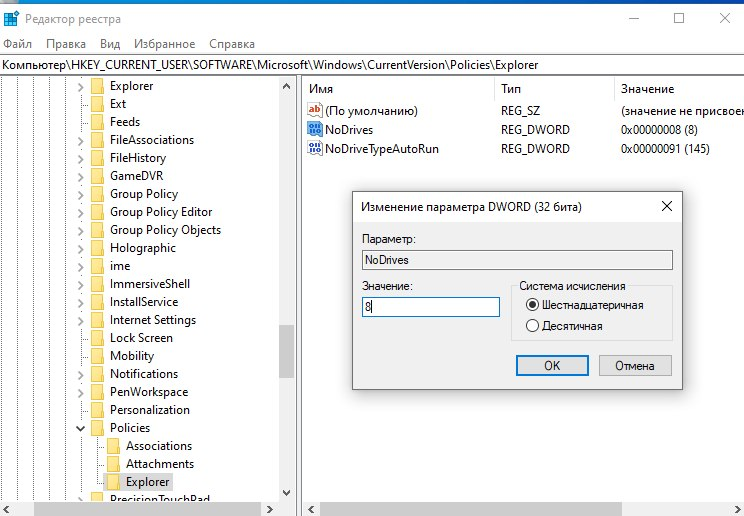 Редактор реестра
Файл Правка Вид Избранное Справка
Компьютер\HKEY_CURRENT_USER\SOFTWARE\Microsoft\Windows\CurrentVersion\Policies\Explorer
Explorer
Ext
Feeds
FileAssociations
FileHistory
GameDVR
Group Policy
Group Policy Editor
Group Policy Objects
Holographic
ime
ImmersiveShell
InstallService
Internet Settings
Lock Screen
Mobility
Notifications
PenWorkspace
Personalization
Policies
Associations
Attachments
Explorer
PrecisionTouchPad
Имя Тип Значение
(По умолчанию) REG_SZ (значение не присвоен
NoDrives REG_DWORD 0x00000008 (8)
NoDriveTypeAutoRun REG_DWORD 0x00000091 (145)
Изменение параметра DWORD (32 бита)
Параметр:
NoDrives
Значение:
8
Система исчисления
Шестнадцатеричная
Десятичная
OK Отмена